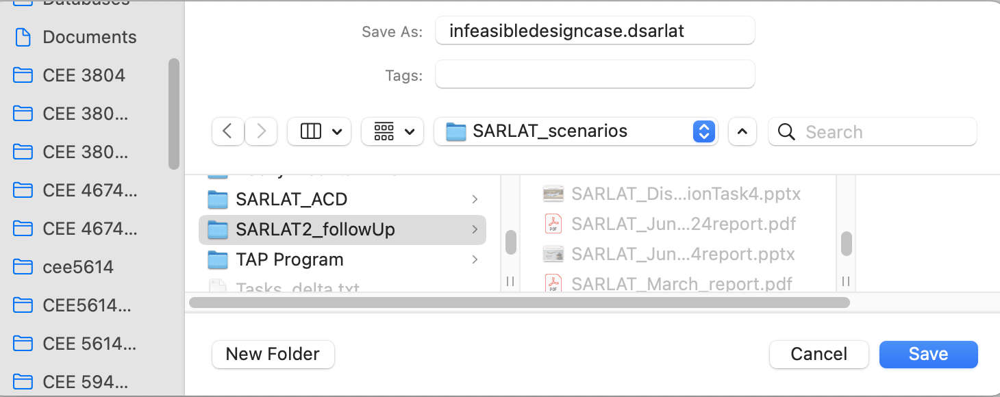 Databases
Documents
CEE 3804
CEE 380...
CEE 380...
CEE 4674...
CEE 4674...
cee5614
CEE5614...
CEE 5614...
CEE 594...
Save As: infeasibledesigncase.dsarlat
Tags:
SARLAT_scenarios
Search
SARLAT_ACD
SARLAT2_followUp
TAP Program
Tasks_delta.txt
SARLAT_Dis...ionTask4.pptx
PDF SARLAT_Jun...24report.pdf
SARLAT_Jun...4report.pptx
PDF SARLAT_March_report.pdf
New Folder
Cancel
Save